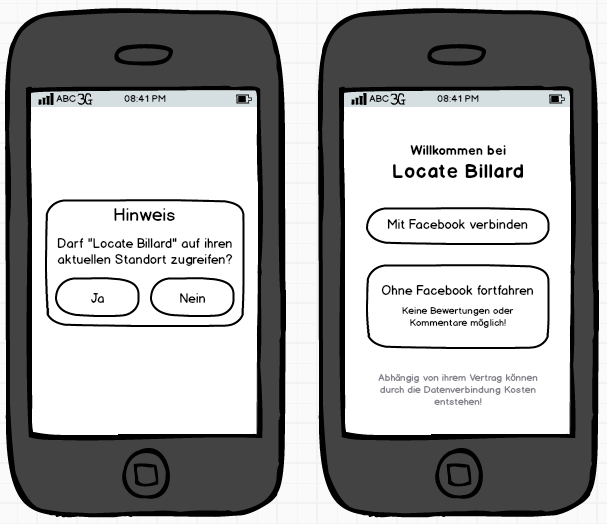 ABC 3G 08:41 PM
Hinweis
Darf "Locate Billard" auf ihren
aktuellen Standort zugreifen?
Ja
Nein
ABC 3G 08:41 PM
Willkommen bei
Locate Billard
Mit Facebook verbinden
Ohne Facebook fortfahren
Keine Bewertungen oder
Kommentare möglich!
Abhängig von ihrem Vertrag können
durch die Datenverbindung Kosten
entstehen!